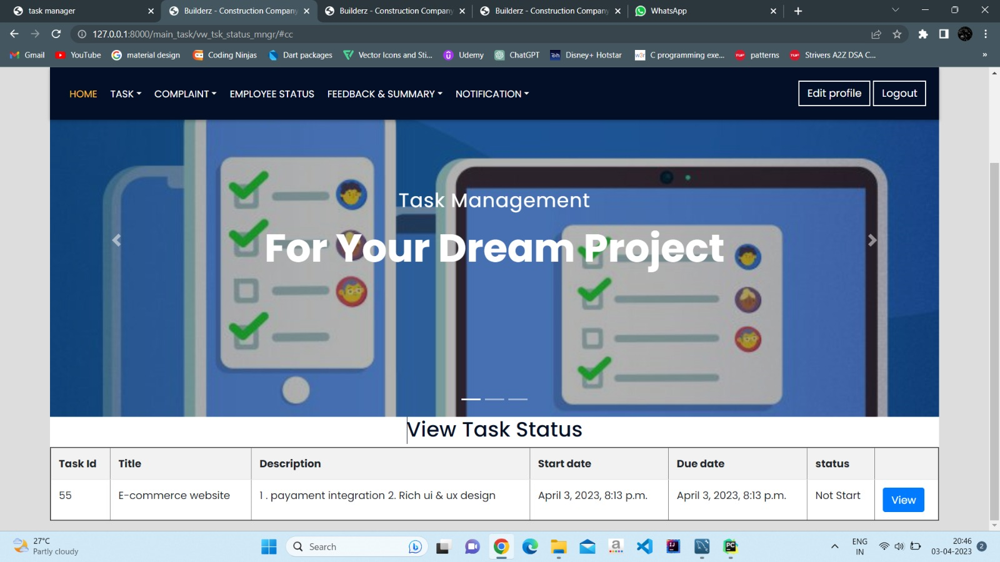 task manager
Builderz - Construction Company
Builderz - Construction Company
Builderz - Construction Company
WhatsApp
127.0.0.1:8000/main_task/vw_tsk_status_mngr/#cc
Gmail
YouTube
material design
Coding Ninjas
Dart packages
Vector Icons and Sti...
Udemy
ChatGPT
Disney+ Hotstar
C programming exe...
patterns
Strivers A2Z DSA C...
HOME
TASK
COMPLAINT
EMPLOYEE STATUS
FEEDBACK & SUMMARY
NOTIFICATION
Edit profile
Logout
Task Management
For Your Dream Project
View Task Status
Task Id Title Description Start date Due date status
55 E-commerce website 1 . payament integration 2. Rich ui & ux design April 3, 2023, 8:13 p.m. April 3, 2023, 8:13 p.m. Not Start View
27°C
Partly cloudy
Search
ENG
IN
20:46
03-04-2023
2